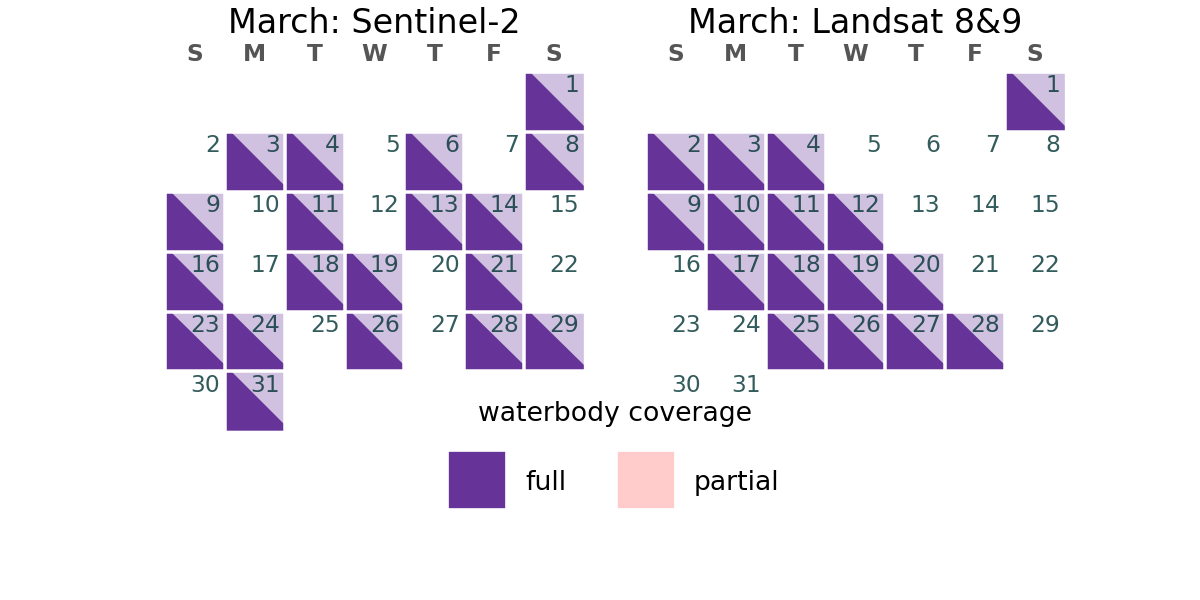 March: Sentinel-2
S M T W T F S
1
2 3 4 5 6 7 8
9 10 11 12 13 14 15
16 17 18 19 20 21 22
23 24 25 26 27 28 29
30 31
March: Landsat 8&9
S M T W T F S
1
2 3 4 5 6 7 8
9 10 11 12 13 14 15
16 17 18 19 20 21 22
23 24 25 26 27 28 29
30 31
waterbody coverage
full partial